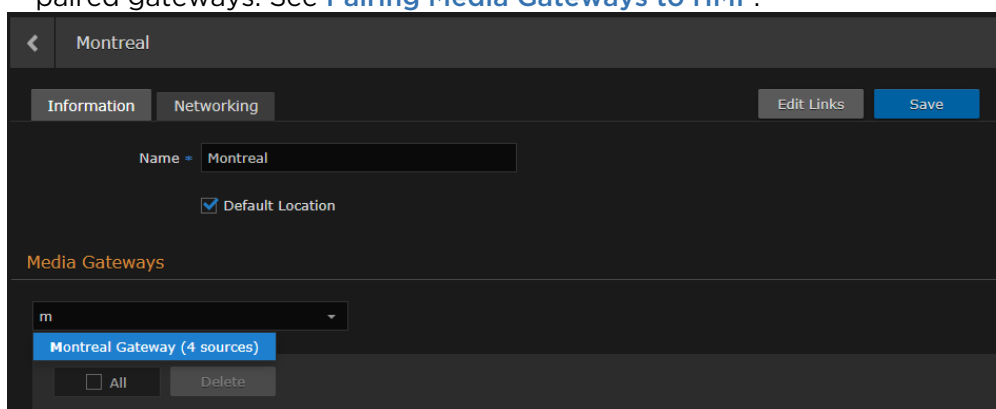 paired gateways. See Pairing Media Gateways to HMP.
Montreal
Information Networking Edit Links Save
Name * Montreal
Default Location
Media Gateways
m
Montreal Gateway (4 sources)
All Delete